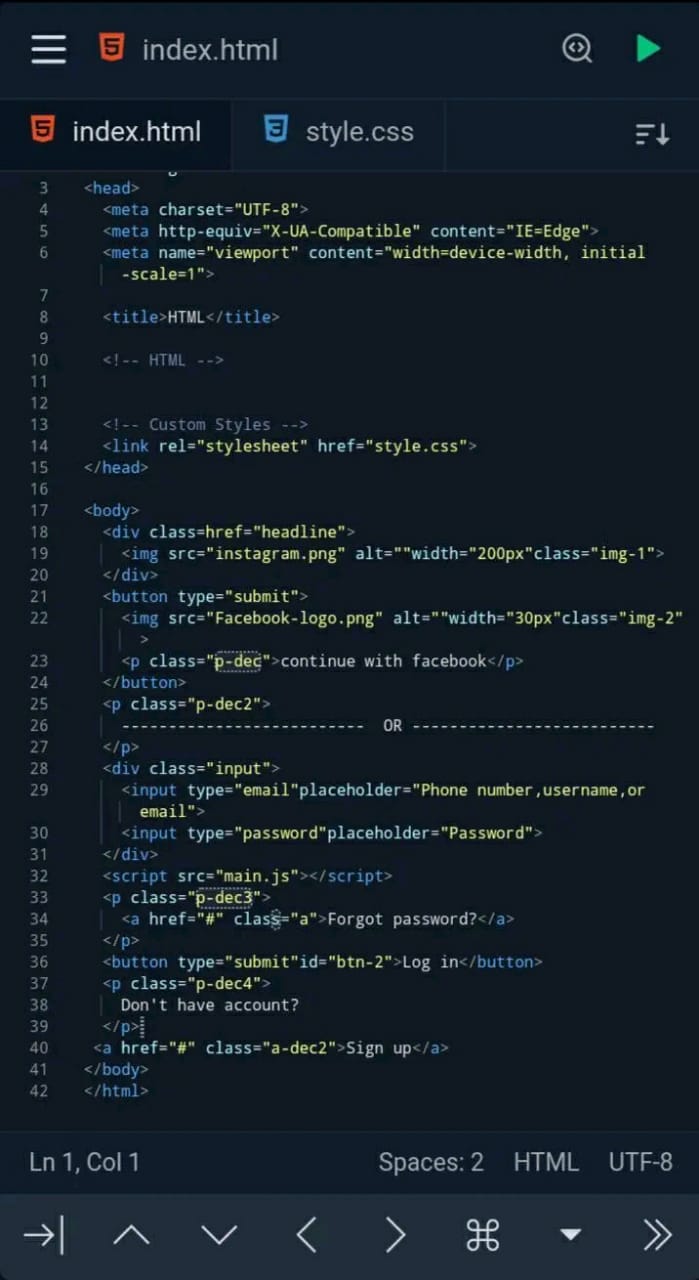 index.html
index.html
style.css
3 <head>
4 <meta charset="UTF-8">
5 <meta http-equiv="X-UA-Compatible" content="IE=Edge">
6 <meta name="viewport" content="width=device-width, initial
-scale=1">
7
8 <title>HTML</title>
9
10 <!-- HTML -->
11
12
13 <!-- Custom Styles -->
14 <link rel="stylesheet" href="style.css">
15 </head>
16
17 <body>
18 <div class=href="headline">
19 <img src="instagram.png" alt=""width="200px"class="img-1">
20 </div>
21 <button type="submit">
22 <img src="Facebook-logo.png" alt=""width="30px"class="img-2"
>
23 <p class="p-dec">continue with facebook</p>
24 </button>
25 <p class="p-dec2">
26 -------------------------- OR --------------------------
27 </p>
28 <div class="input">
29 <input type="email"placeholder="Phone number,username,or
email">
30 <input type="password"placeholder="Password">
31 </div>
32 <script src="main.js"></script>
33 <p class="p-dec3">
34 <a href="#" class="a">Forgot password?</a>
35 </p>
36 <button type="submit"id="btn-2">Log in</button>
37 <p class="p-dec4">
38 Don't have account?
39 </p>
40 <a href="#" class="a-dec2">Sign up</a>
41 </body>
42 </html>
Ln 1, Col 1
Spaces: 2
HTML
UTF-8